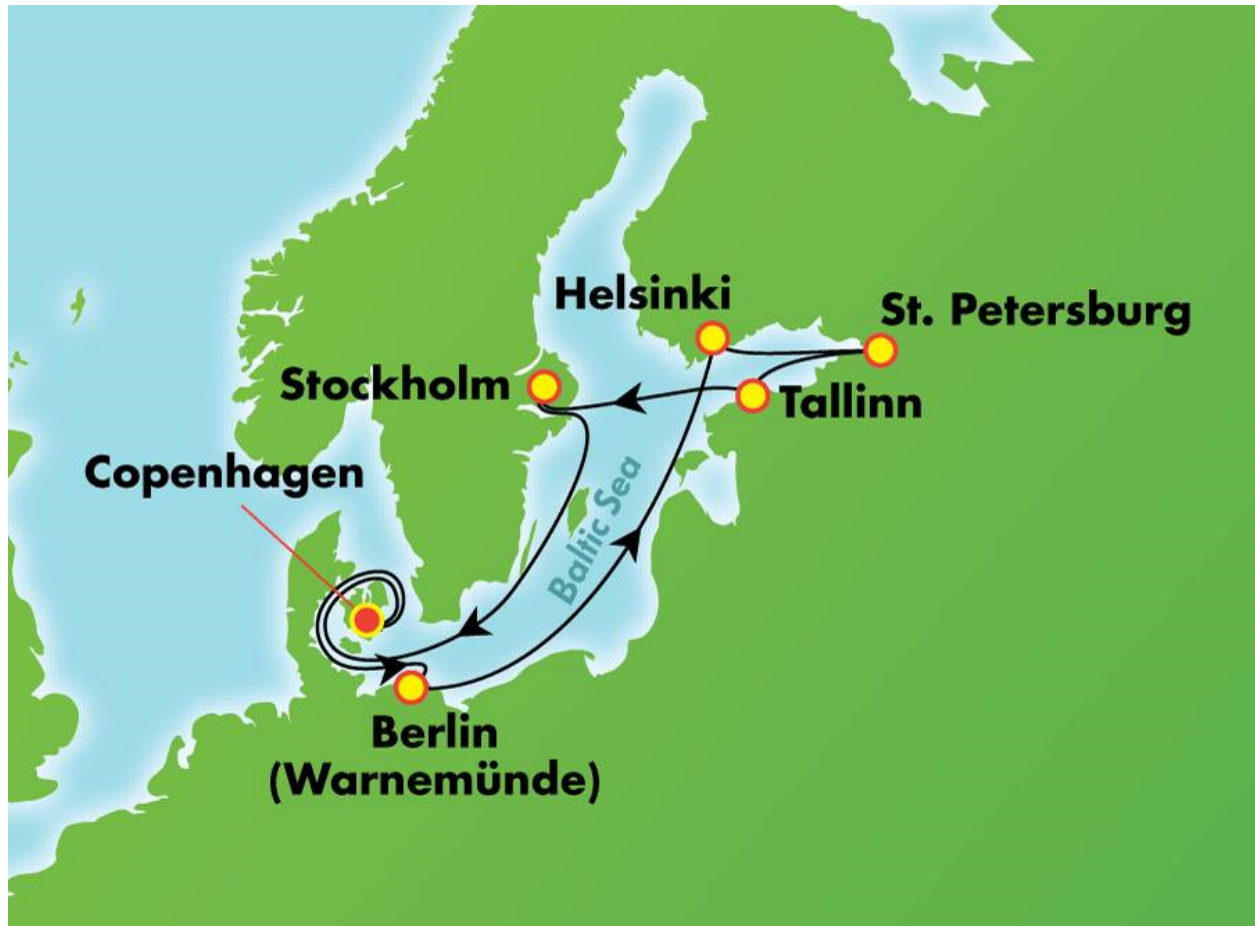 Helsinki
St. Petersburg
Stockholm
Tallinn
Copenhagen
Baltic Sea
Berlin
(Warnemünde)